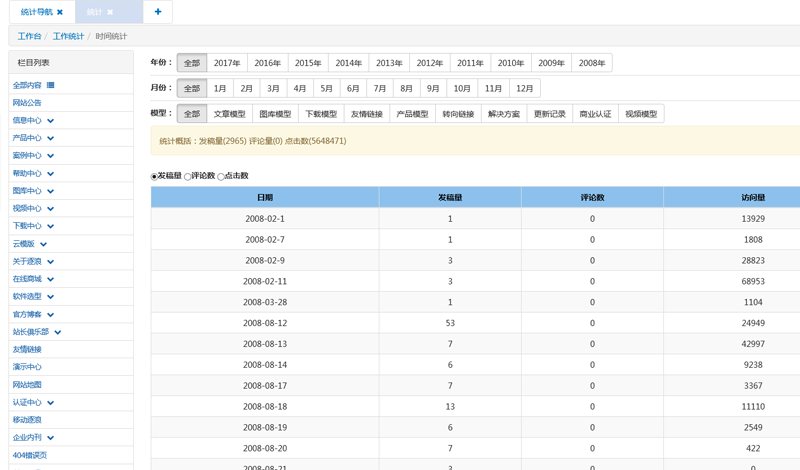 统计导航 ✖ 统计 ✖ +
工作台 / 工作统计 / 时间统计
栏目列表
全部内容
网站公告
信息中心
产品中心
案例中心
帮助中心
图库中心
视频中心
下载中心
云模版
关于逐浪
在线商城
软件选型
官方博客
站长俱乐部
友情链接
演示中心
网站地图
认证中心
移动逐浪
企业内刊
404错误页
年份： 全部 2017年 2016年 2015年 2014年 2013年 2012年 2011年 2010年 2009年 2008年
月份： 全部 1月 2月 3月 4月 5月 6月 7月 8月 9月 10月 11月 12月
模型： 全部 文章模型 图库模型 下载模型 友情链接 产品模型 转向链接 解决方案 更新记录 商业认证 视频模型
统计概括：发稿量(2965) 评论量(0) 点击数(5648471)
发稿量 评论数 点击数
日期 发稿量 评论数 访问量
2008-02-1 1 0 13929
2008-02-7 1 0 1808
2008-02-9 3 0 28823
2008-02-11 3 0 68953
2008-03-28 1 0 1104
2008-08-12 53 0 24949
2008-08-13 7 0 42997
2008-08-14 6 0 9238
2008-08-17 7 0 3367
2008-08-18 13 0 11110
2008-08-19 6 0 2549
2008-08-20 7 0 422
2008-08-21 3 0 0